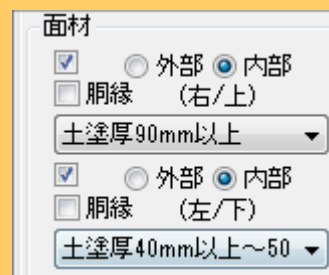 面材
外部 内部
胴縁 (右/上)
土塗厚90mm以上
外部 内部
胴縁 (左/下)
土塗厚40mm以上～50